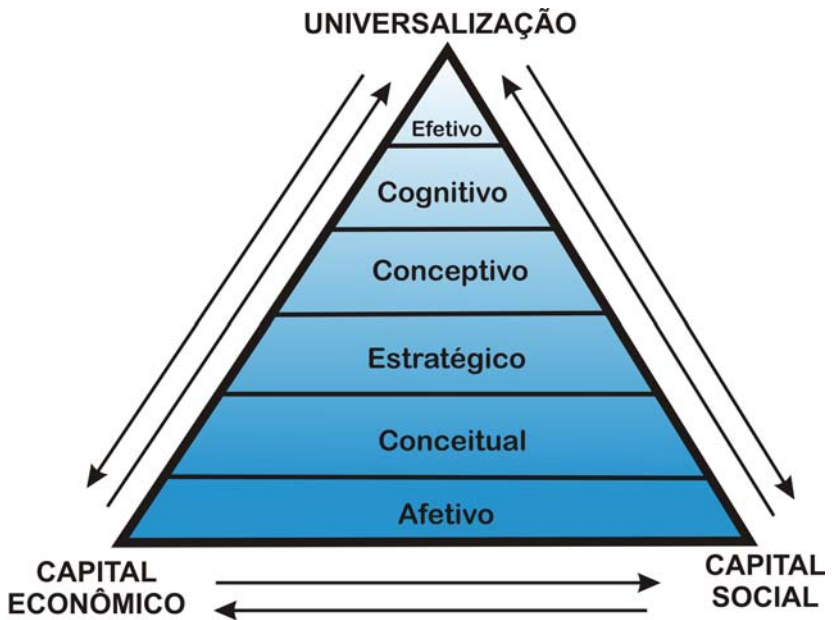 UNIVERSALIZAÇÃO
Efetivo
Cognitivo
Conceptivo
Estratégico
Conceitual
Afetivo
CAPITAL
ECONÔMICO
CAPITAL
SOCIAL